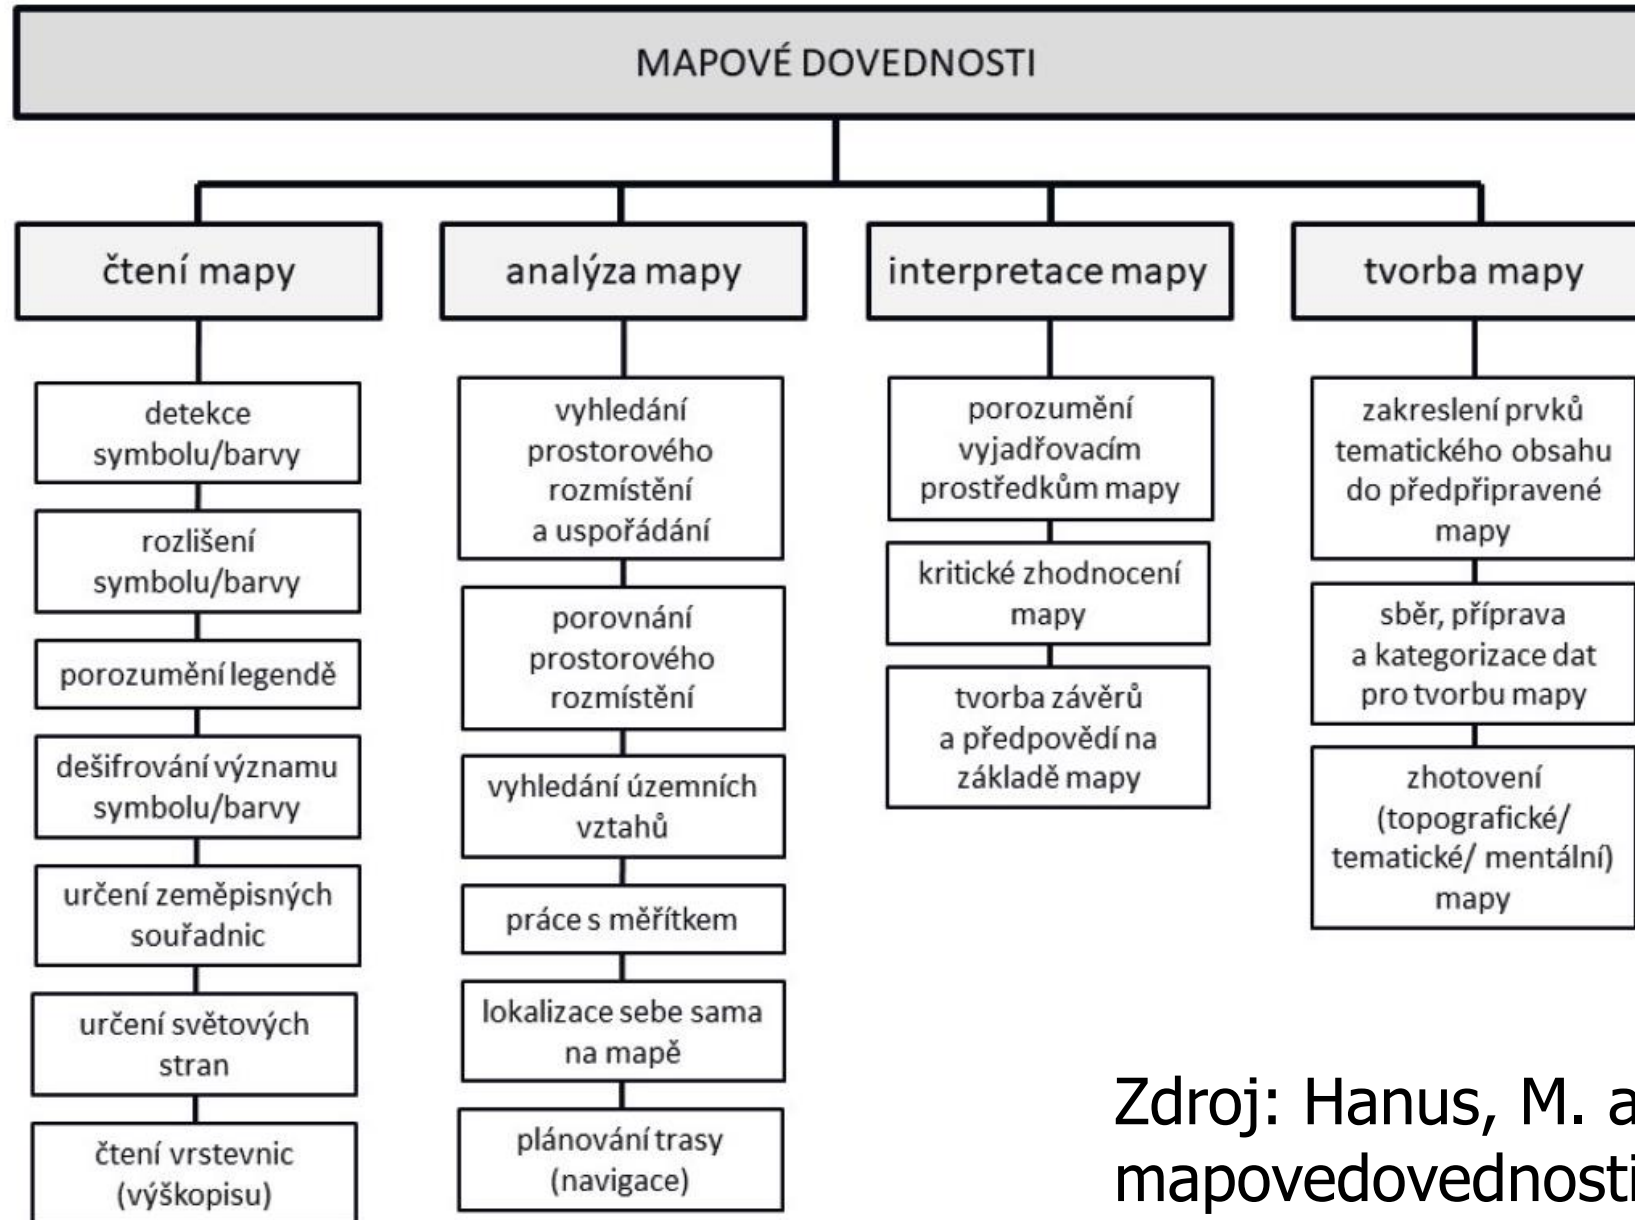 MAPOVÉ DOVEDNOSTI
čtení mapy
detekce
symbolu/barvy
rozlišení
symbolu/barvy
porozumění legendě
dešifrování významu
symbolu/barvy
určení zeměpisných
souřadnic
určení světových
stran
čtení vrstevnic
(výškopisu)
analýza mapy
vyhledání
prostorového
rozmístění
a uspořádání
porovnání
prostorového
rozmístění
vyhledání územních
vztahů
práce s měřítkem
lokalizace sebe sama
na mapě
plánování trasy
(navigace)
interpretace mapy
porozumění
vyjadřovacím
prostředkům mapy
kritické zhodnocení
mapy
tvorba závěrů
a předpovědí na
základě mapy
tvorba mapy
zakreslení prvků
tematického obsahu
do předpřipravené
mapy
sběr, příprava
a kategorizace dat
pro tvorbu mapy
zhotovení
(topografické/
tematické/ mentální)
mapy
Zdroj: Hanus, M. a
mapovedovednosti